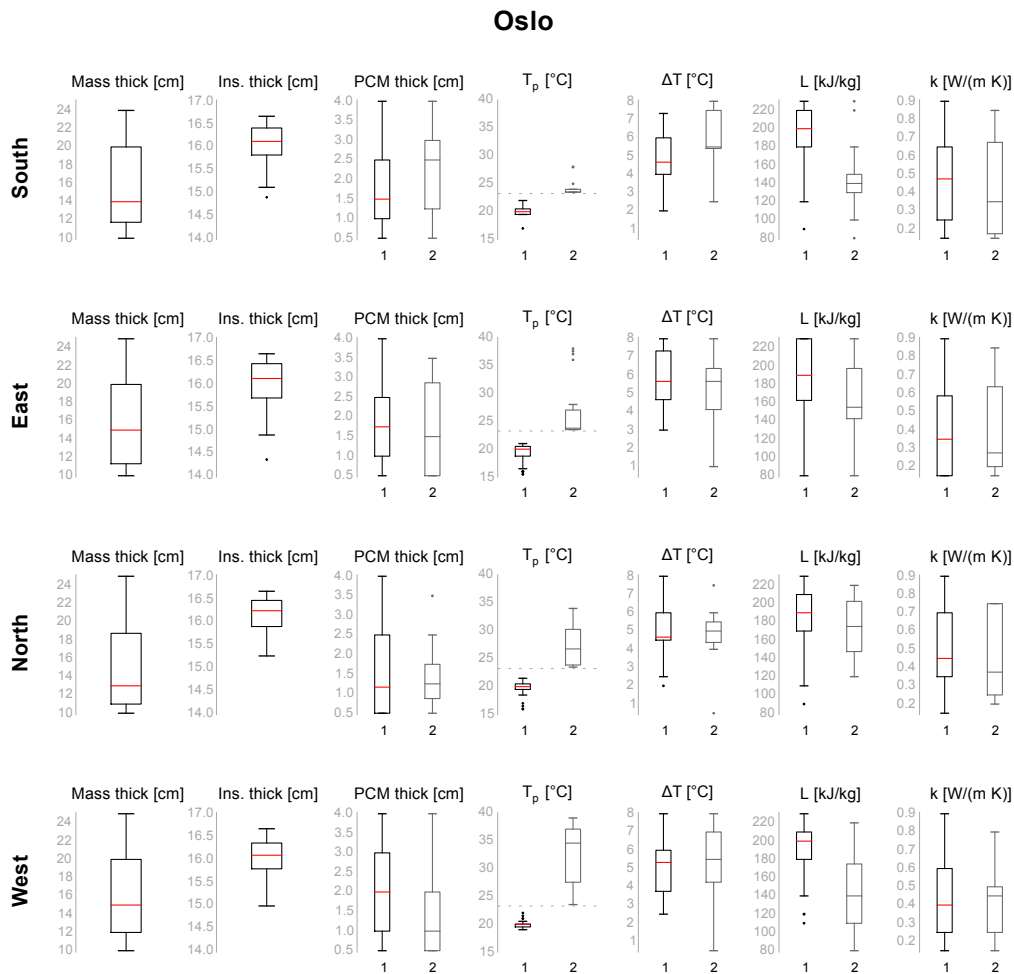 Oslo
Mass thick [cm] Ins. thick [cm] PCM thick [cm] Tp [°C] ΔT [°C] L [kJ/kg] k [W/(m K)]
South
24 22 20 18 16 14 12 10
17.0 16.5 16.0 15.5 15.0 14.5 14.0
4.0 3.5 3.0 2.5 2.0 1.5 1.0 0.5
40 35 30 25 20 15
8 7 6 5 4 3 2 1
220 200 180 160 140 120 100 80
0.9 0.8 0.7 0.6 0.5 0.4 0.3 0.2
1 2 1 2 1 2 1 2 1 2
Mass thick [cm] Ins. thick [cm] PCM thick [cm] Tp [°C] ΔT [°C] L [kJ/kg] k [W/(m K)]
East
24 22 20 18 16 14 12 10
17.0 16.5 16.0 15.5 15.0 14.5 14.0
4.0 3.5 3.0 2.5 2.0 1.5 1.0 0.5
40 35 30 25 20 15
8 7 6 5 4 3 2 1
220 200 180 160 140 120 100 80
0.9 0.8 0.7 0.6 0.5 0.4 0.3 0.2
1 2 1 2 1 2 1 2 1 2
Mass thick [cm] Ins. thick [cm] PCM thick [cm] Tp [°C] ΔT [°C] L [kJ/kg] k [W/(m K)]
North
24 22 20 18 16 14 12 10
17.0 16.5 16.0 15.5 15.0 14.5 14.0
4.0 3.5 3.0 2.5 2.0 1.5 1.0 0.5
40 35 30 25 20 15
8 7 6 5 4 3 2 1
220 200 180 160 140 120 100 80
0.9 0.8 0.7 0.6 0.5 0.4 0.3 0.2
1 2 1 2 1 2 1 2 1 2
Mass thick [cm] Ins. thick [cm] PCM thick [cm] Tp [°C] ΔT [°C] L [kJ/kg] k [W/(m K)]
West
24 22 20 18 16 14 12 10
17.0 16.5 16.0 15.5 15.0 14.5 14.0
4.0 3.5 3.0 2.5 2.0 1.5 1.0 0.5
40 35 30 25 20 15
8 7 6 5 4 3 2 1
220 200 180 160 140 120 100 80
0.9 0.8 0.7 0.6 0.5 0.4 0.3 0.2
1 2 1 2 1 2 1 2 1 2